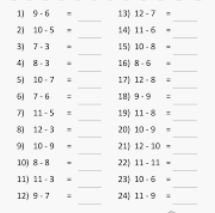 1) 9 - 6 =
2) 10 - 5 =
3) 7 - 3 =
4) 8 - 3 =
5) 10 - 7 =
6) 7 - 6 =
7) 11 - 5 =
8) 12 - 3 =
9) 10 - 9 =
10) 8 - 8 =
11) 11 - 3 =
12) 9 - 7 =
13) 12 - 7 =
14) 11 - 6 =
15) 10 - 8 =
16) 8 - 6 =
17) 12 - 8 =
18) 9 - 9 =
19) 11 - 8 =
20) 10 - 9 =
21) 12 - 10 =
22) 11 - 11 =
23) 10 - 6 =
24) 11 - 9 =